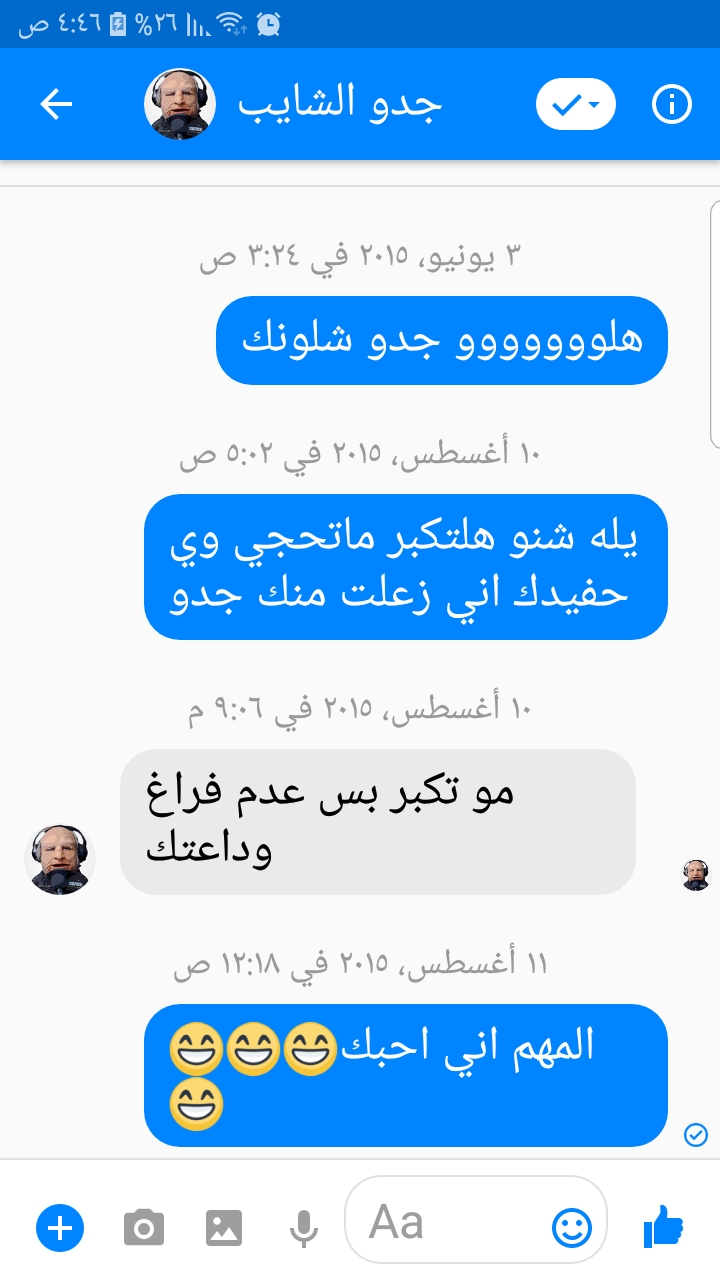 ٤:٤٦ ص ٢٦%
جدو الشايب
٣ يونيو، ٢٠١٥ في ٣:٢٤ ص
هلووووووو جدو شلونك
١٠ أغسطس، ٢٠١٥ في ٥:٠٢ ص
يله شنو هلتكبر ماتحجي وي
حفيدك اني زعلت منك جدو
١٠ أغسطس، ٢٠١٥ في ٩:٠٦ م
مو تكبر بس عدم فراغ
وداعتك
١١ أغسطس، ٢٠١٥ في ١٢:١٨ ص
المهم اني احبك😁😁😁
😁
Aa